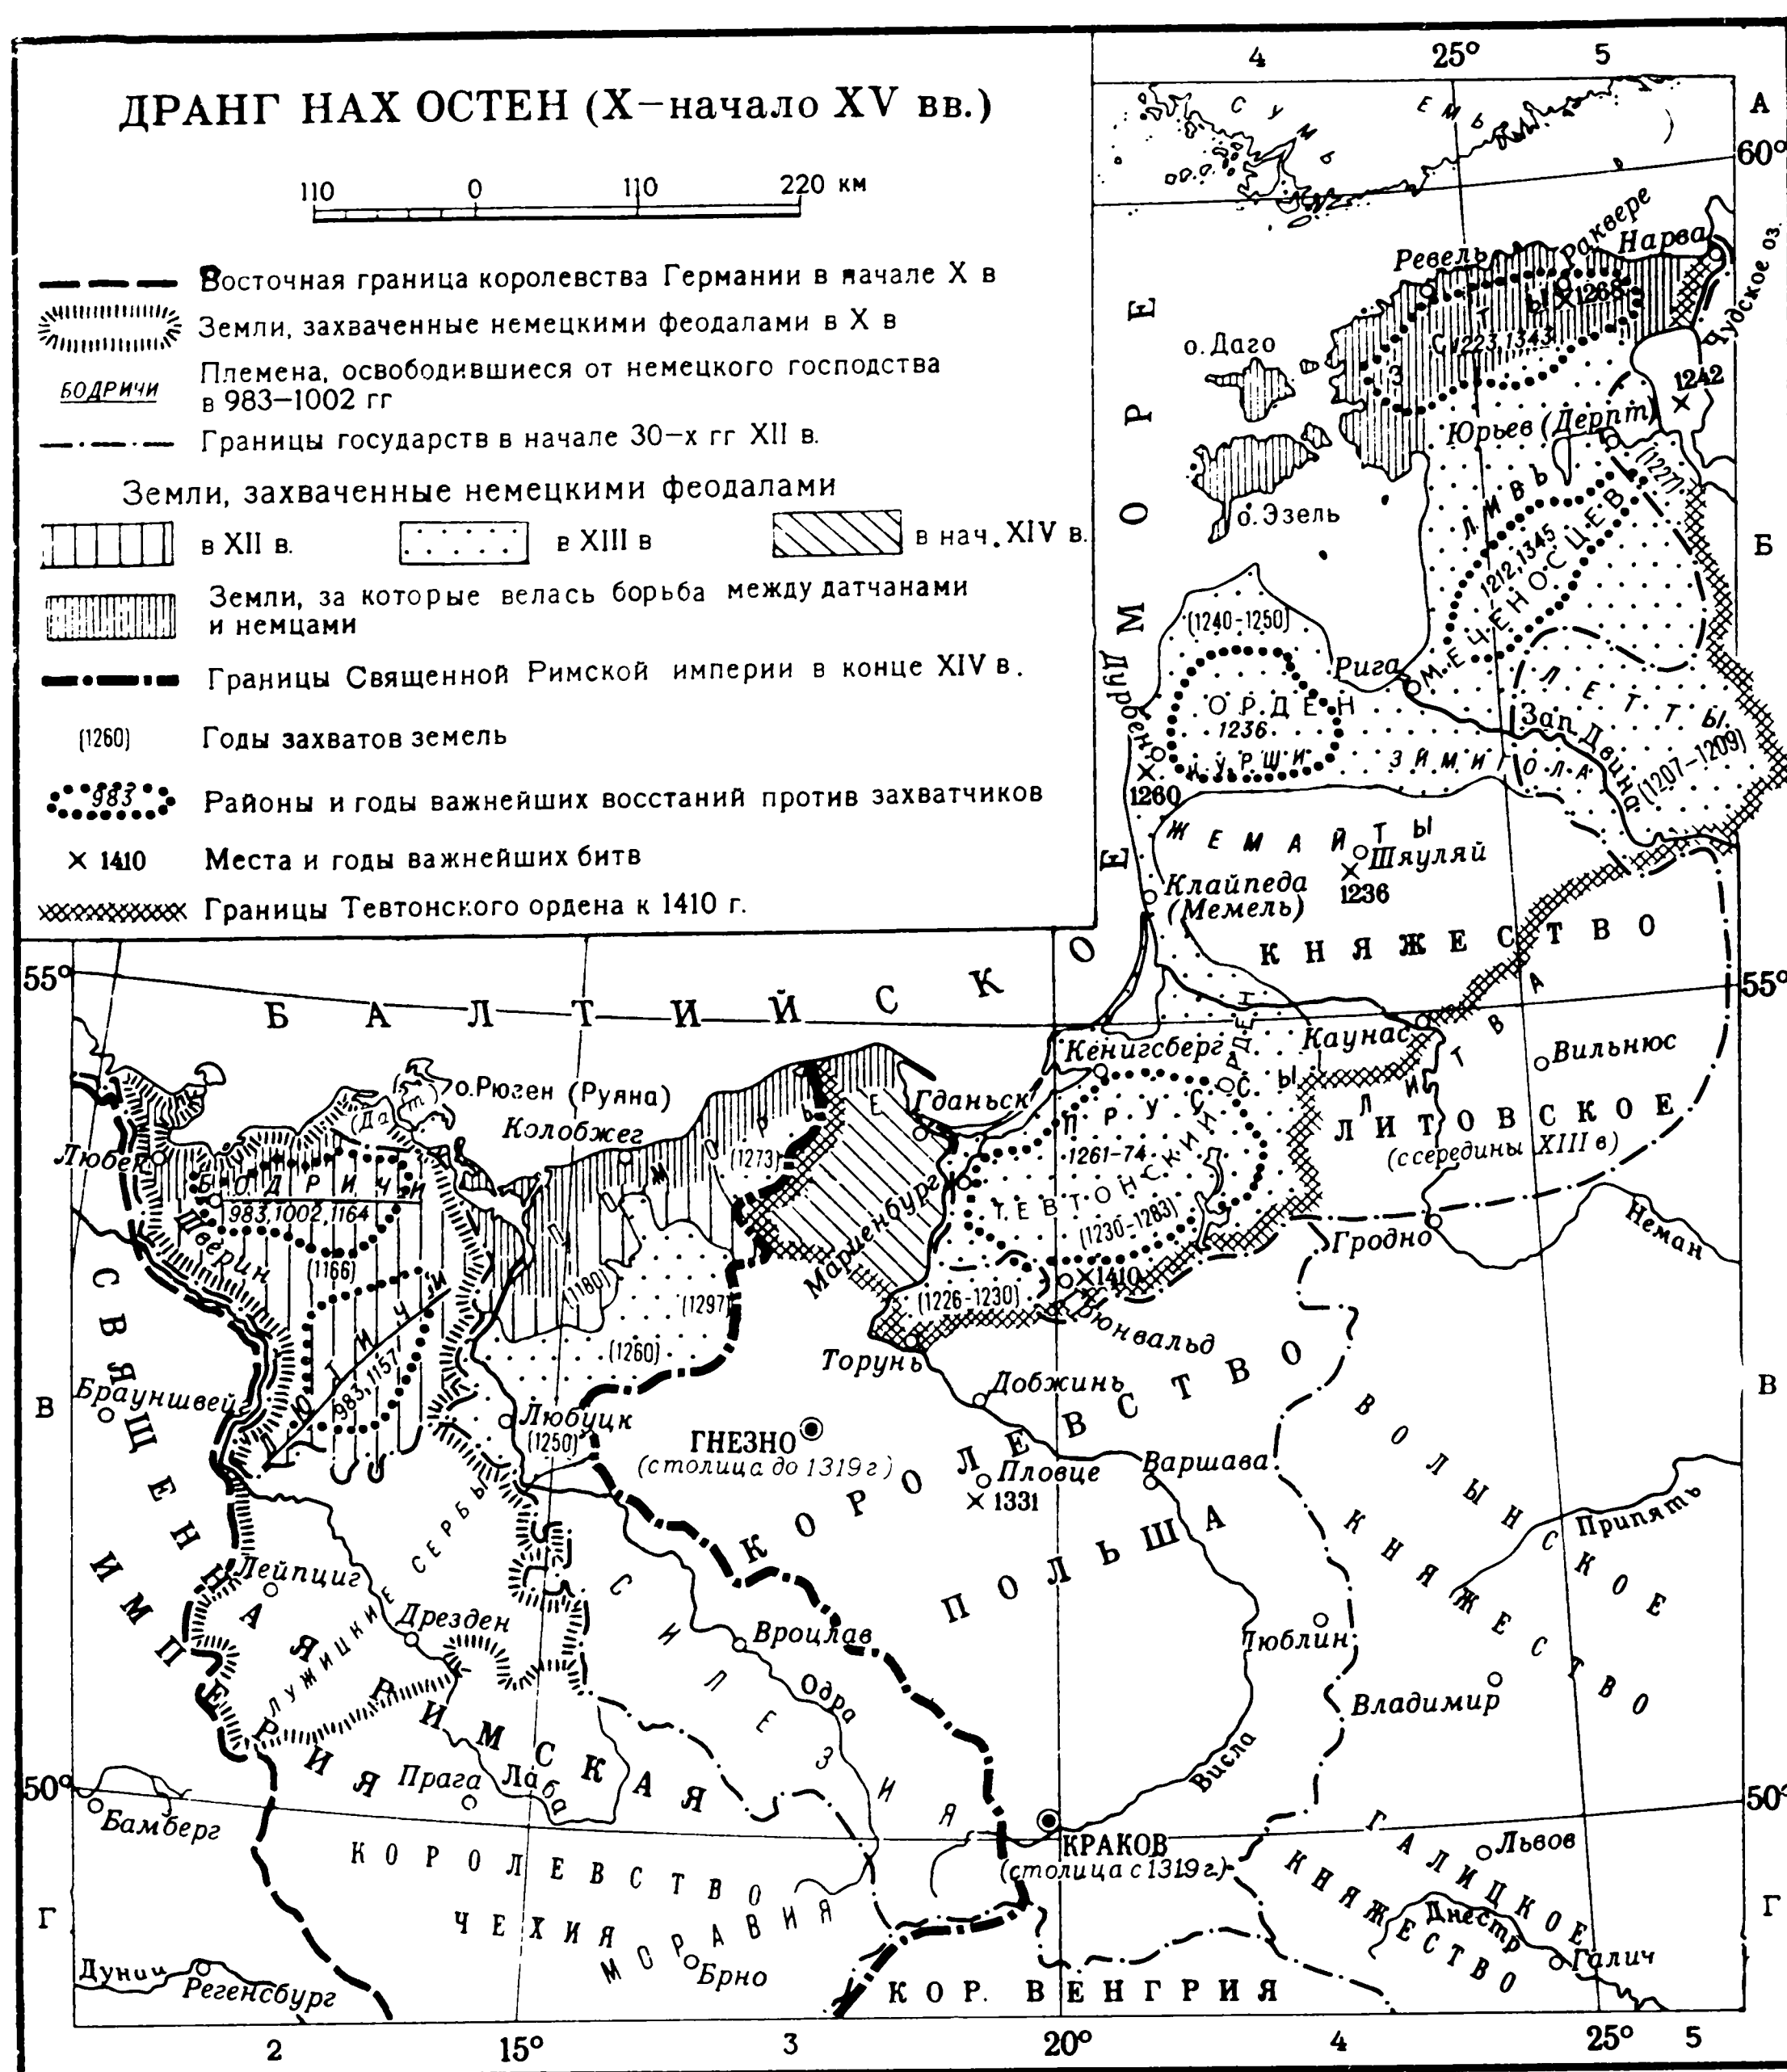 ДРАНГ НАХ ОСТЕН (X—начало XV вв.)
110 0 110 220 км
Восточная граница королевства Германии в начале X в
Земли, захваченные немецкими феодалами в X в
БОДРИЧИ
Племена, освободившиеся от немецкого господства
в 983—1002 гг
Границы государств в начале 30-х гг XII в.
Земли, захваченные немецкими феодалами
в XII в.
в XIII в
в нач. XIV в.
Земли, за которые велась борьба между датчанами
и немцами
Границы Священной Римской империи в конце XIV в.
(1260)
Годы захватов земель
983
Районы и годы важнейших восстаний против захватчиков
× 1410
Места и годы важнейших битв
Границы Тевтонского ордена к 1410 г.
4 25° 5
А
60°
СУМЬ
ЕМЬ
Ревель
Раквере
Нарва
Чудское оз.
× 1268
ЭСТЫ
1223,1343
о. Даго
1242
×
Юрьев (Дерпт)
(1227)
о. Эзель
Б
ЛИВЫ
1212,1345
МЕЧЕНОСЦЕВ
(1240-1250)
Рига
ОРДЕН
1236
КУРШИ
Дурбен
×
1260
ЗИМИГОЛА
ЛЕТТЫ
Зап Двина
(1207-1209)
ЖЕМАЙТЫ
Шяуляй
×
1236
Клайпеда
(Мемель)
КНЯЖЕСТВО
55°
55°
БАЛТИЙСКОЕ МОРЕ
Кенигсберг
Каунас
ЛИТВА
Вильнюс
ЛИТОВСКОЕ
(с середины XIII в)
о.Рюген (Руяна)
(Дат)
Колобжег
Гданьск
ПРУССЫ
1261-74
ТЕВТОНСКИЙ ОРДЕН
(1230-1283)
Любек
БОДРИЧИ
983,1002,1164
Шверин
(1166)
ПОМОРЬЕ
(1273)
Мариенбург
Гродно
Неман
(1180)
(1297)
(1226-1230)
× 1410
Грюнвальд
(1260)
Торунь
Добжинь
В
В
Брауншвейг
ЛЮТИЧИ
983,1157
Любуцк
(1250)
ГНЕЗНО
(столица до 1319 г)
Пловце
× 1331
Варшава
КОРОЛЕВСТВО
ПОЛЬША
ВОЛЫНСКОЕ
КНЯЖЕСТВО
Припять
СВЯЩЕННАЯ РИМСКАЯ
ИМПЕРИЯ
Лейпциг
ЛУЖИЦКИЕ СЕРБЫ
Дрезден
СИЛЕЗИЯ
Вроцлав
Одра
Люблин
Владимир
Висла
50°
50°
Бамберг
Прага
Лаба
КРАКОВ
(столица с 1319 г.)
ГАЛИЦКОЕ
КНЯЖЕСТВО
Львов
КОРОЛЕВСТВО
ЧЕХИЯ
МОРАВИЯ
Брно
Г
Г
Днестр
Галич
Дунай
Регенсбург
КОР. ВЕНГРИЯ
2 15° 3 20° 4 25° 5